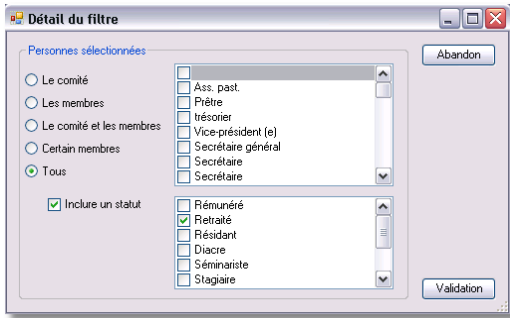 Détail du filtre
Personnes sélectionnées
Abandon
Le comité
Les membres
Le comité et les membres
Certain membres
Tous
Ass. past.
Prêtre
trésorier
Vice-président (e)
Secrétaire général
Secrétaire
Secrétaire
Inclure un statut
Rémunéré
Retraité
Résidant
Diacre
Séminariste
Stagiaire
Validation